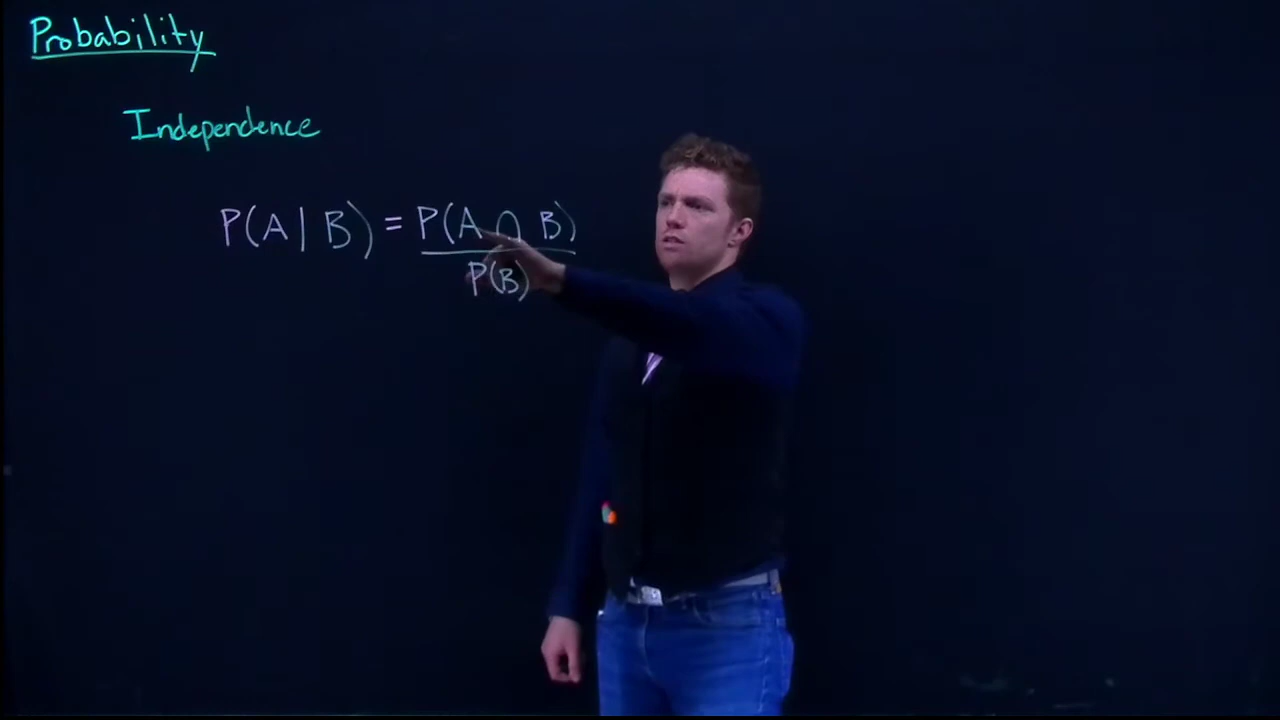 Probability
Independence
P(A | B) = P(A ∩ B)
P(B)